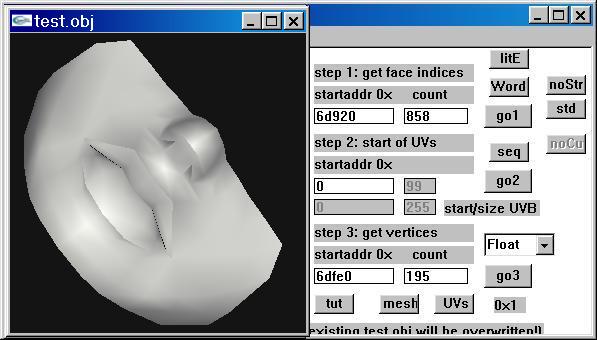 test.obj
litE
step 1: get face indices
Word
noStr
startaddr 0x count
std
6d920 858
go1
step 2: start of UVs
noCu
startaddr 0x
seq
0 99
go2
0 255 start/size UVB
step 3: get vertices
Float
startaddr 0x count
6dfe0 195
go3
tut mesh UVs 0x1
existing test.obj will be overwritten!)